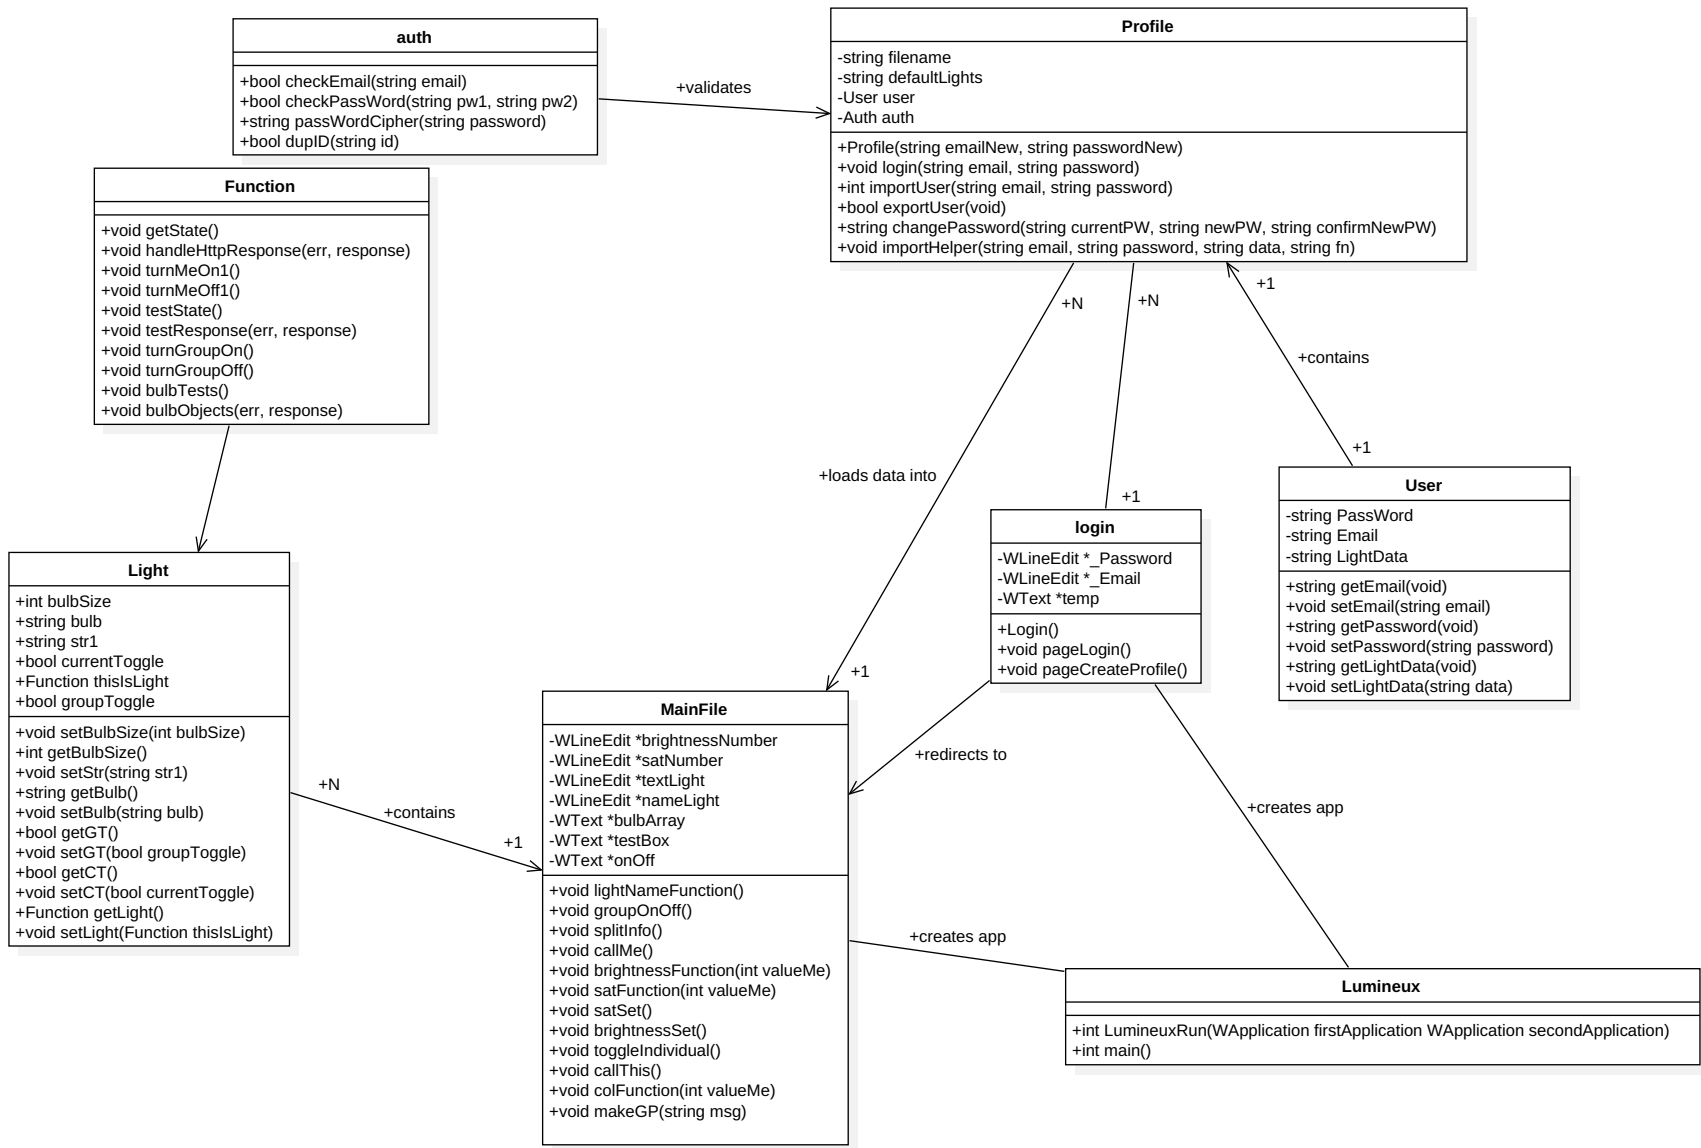 auth
+bool checkEmail(string email)
+bool checkPassWord(string pw1, string pw2)
+string passWordCipher(string password)
+bool dupID(string id)
+validates
Profile
-string filename
-string defaultLights
-User user
-Auth auth
+Profile(string emailNew, string passwordNew)
+void login(string email, string password)
+int importUser(string email, string password)
+bool exportUser(void)
+string changePassword(string currentPW, string newPW, string confirmNewPW)
+void importHelper(string email, string password, string data, string fn)
Function
+void getState()
+void handleHttpResponse(err, response)
+void turnMeOn1()
+void turnMeOff1()
+void testState()
+void testResponse(err, response)
+void turnGroupOn()
+void turnGroupOff()
+void bulbTests()
+void bulbObjects(err, response)
+N
+N
+1
+contains
+1
+loads data into
+1
+1
User
-string PassWord
-string Email
-string LightData
+string getEmail(void)
+void setEmail(string email)
+string getPassword(void)
+void setPassword(string password)
+string getLightData(void)
+void setLightData(string data)
login
-WLineEdit *_Password
-WLineEdit *_Email
-WText *temp
+Login()
+void pageLogin()
+void pageCreateProfile()
Light
+int bulbSize
+string bulb
+string str1
+bool currentToggle
+Function thisIsLight
+bool groupToggle
+void setBulbSize(int bulbSize)
+int getBulbSize()
+void setStr(string str1)
+string getBulb()
+void setBulb(string bulb)
+bool getGT()
+void setGT(bool groupToggle)
+bool getCT()
+void setCT(bool currentToggle)
+Function getLight()
+void setLight(Function thisIsLight)
+N
+contains
+1
MainFile
-WLineEdit *brightnessNumber
-WLineEdit *satNumber
-WLineEdit *textLight
-WLineEdit *nameLight
-WText *bulbArray
-WText *testBox
-WText *onOff
+void lightNameFunction()
+void groupOnOff()
+void splitInfo()
+void callMe()
+void brightnessFunction(int valueMe)
+void satFunction(int valueMe)
+void satSet()
+void brightnessSet()
+void toggleIndividual()
+void callThis()
+void colFunction(int valueMe)
+void makeGP(string msg)
+redirects to
+creates app
+creates app
Lumineux
+int LumineuxRun(WApplication firstApplication WApplication secondApplication)
+int main()